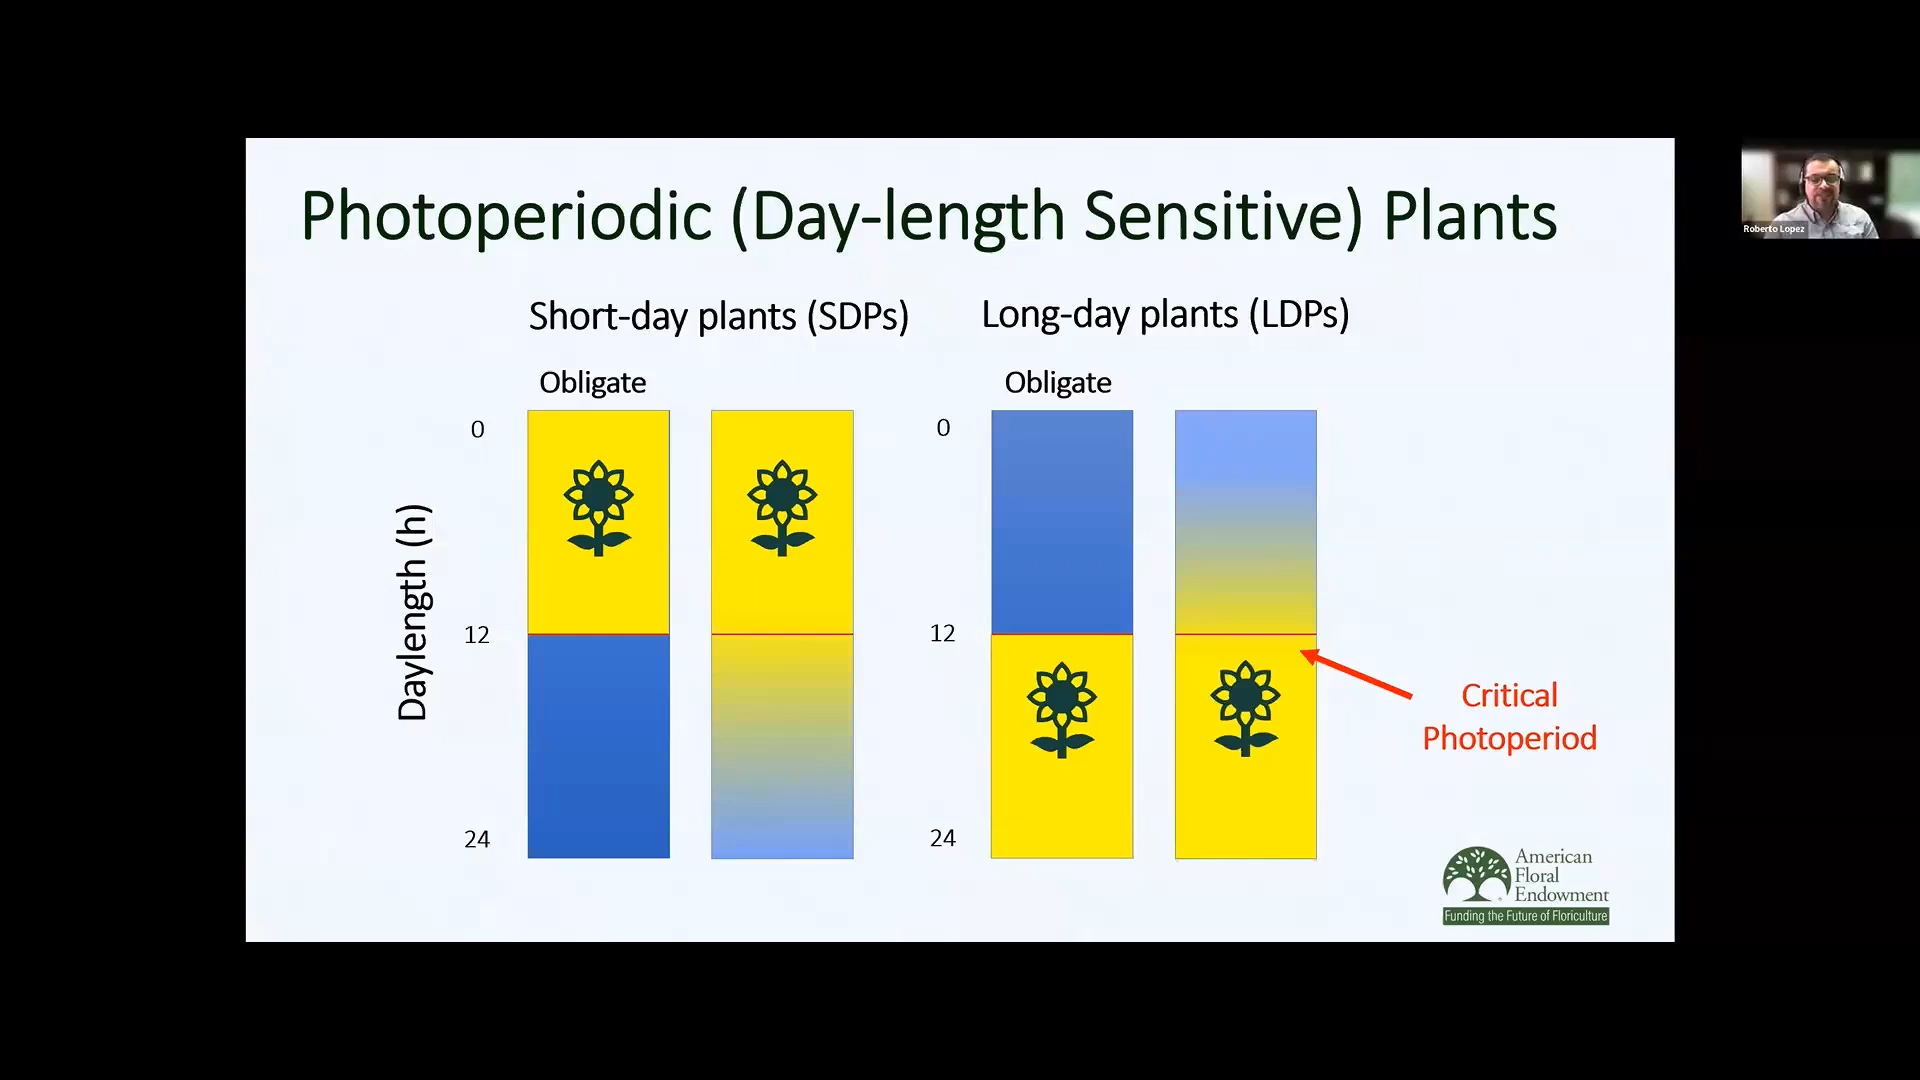 Photoperiodic (Day-length Sensitive) Plants
Short-day plants (SDPs)
Long-day plants (LDPs)
Obligate
Obligate
Daylength (h)
0
12
24
0
12
24
Critical
Photoperiod
American
Floral
Endowment
Funding the Future of Floriculture
Roberto Lopez